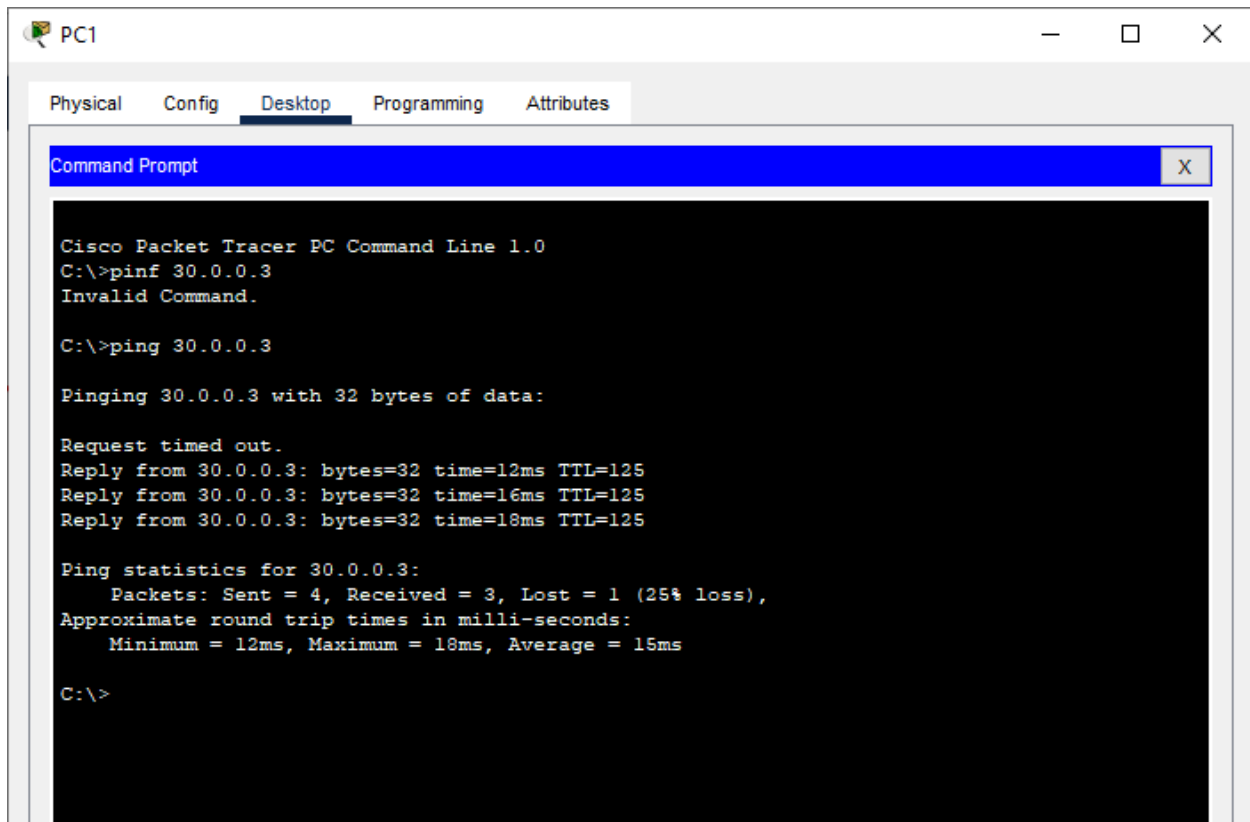 PC1
Physical Config Desktop Programming Attributes
Command Prompt X
Cisco Packet Tracer PC Command Line 1.0
C:\>pinf 30.0.0.3
Invalid Command.
C:\>ping 30.0.0.3
Pinging 30.0.0.3 with 32 bytes of data:
Request timed out.
Reply from 30.0.0.3: bytes=32 time=12ms TTL=125
Reply from 30.0.0.3: bytes=32 time=16ms TTL=125
Reply from 30.0.0.3: bytes=32 time=18ms TTL=125
Ping statistics for 30.0.0.3:
Packets: Sent = 4, Received = 3, Lost = 1 (25% loss),
Approximate round trip times in milli-seconds:
Minimum = 12ms, Maximum = 18ms, Average = 15ms
C:\>